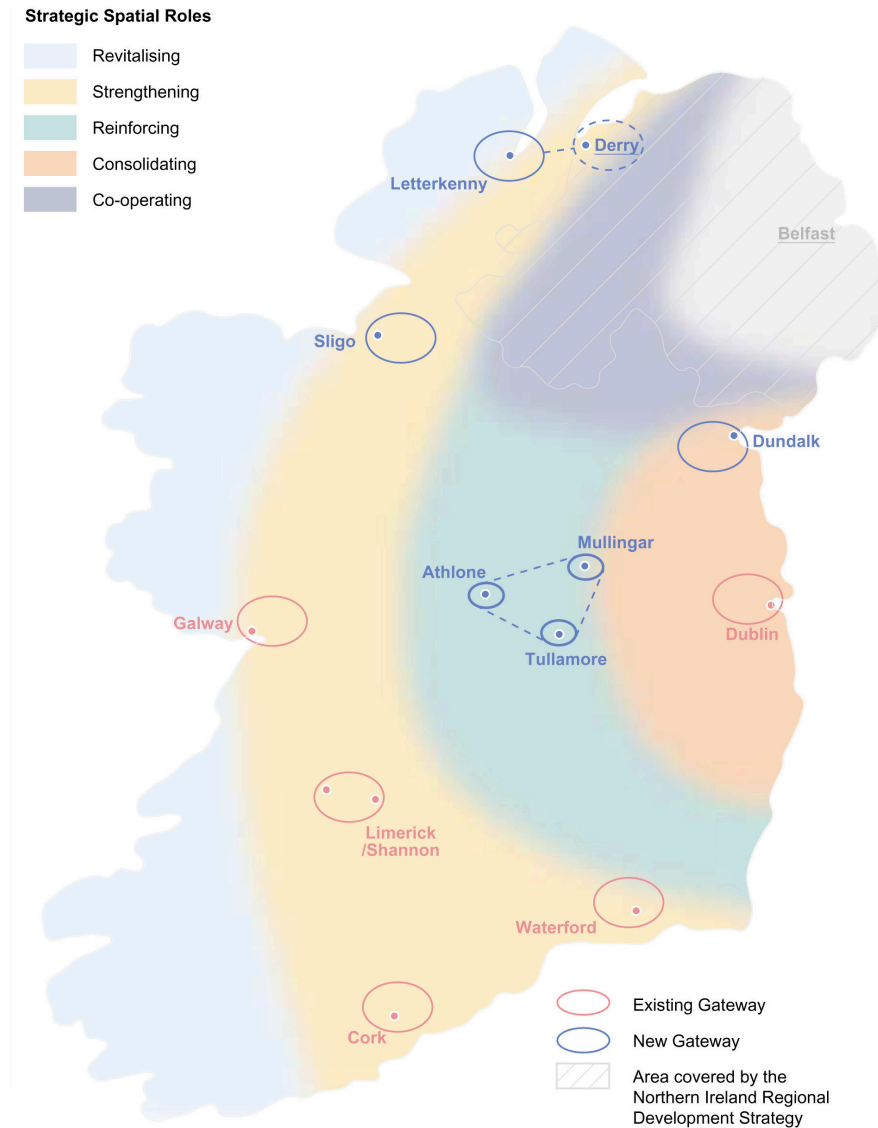 Strategic Spatial Roles
Revitalising
Strengthening
Reinforcing
Consolidating
Co-operating
Derry
Letterkenny
Belfast
Sligo
Dundalk
Mullingar
Athlone
Galway
Dublin
Tullamore
Limerick
/Shannon
Waterford
Cork
Existing Gateway
New Gateway
Area covered by the
Northern Ireland Regional
Development Strategy